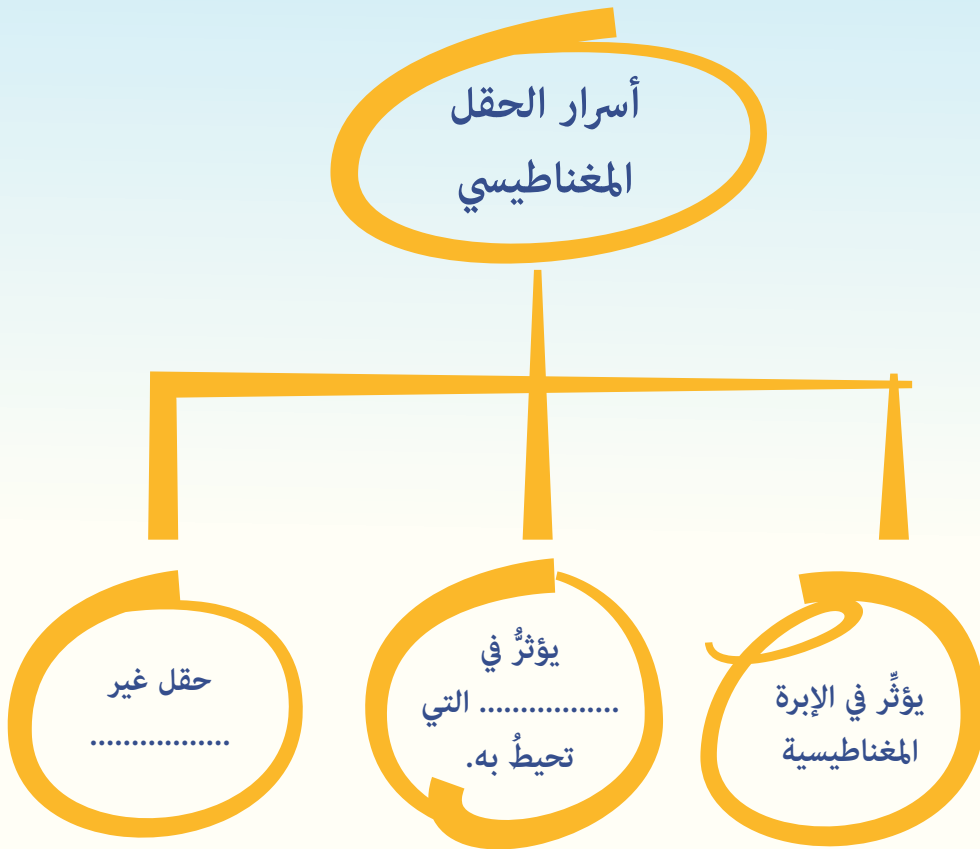 أسرار الحقل
المغناطيسي
يؤثِّر في الإبرة
المغناطيسية
يؤثرُّ في
................. التي
تحيطُ به.
حقل غير
.................